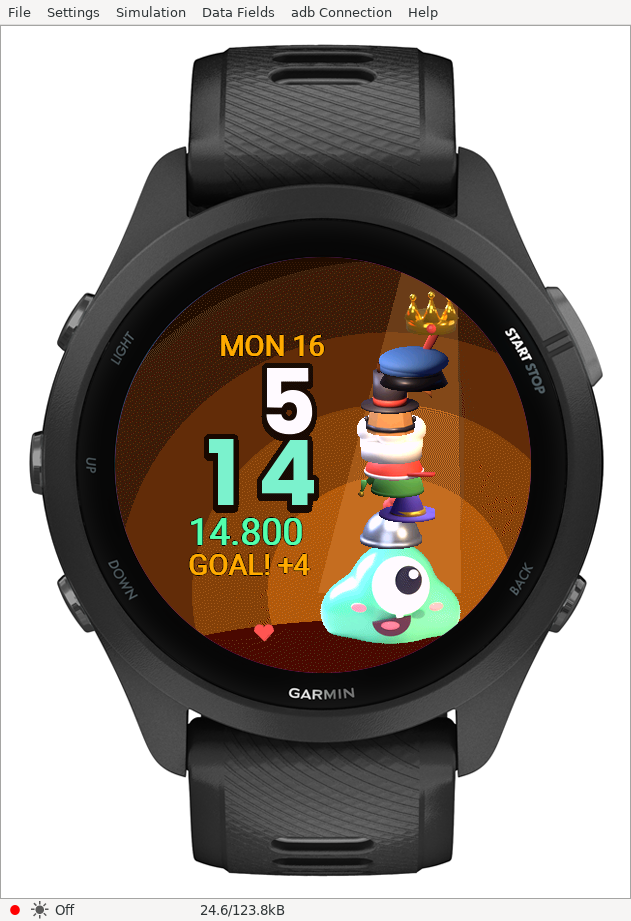 File Settings Simulation Data Fields adb Connection Help
LIGHT
START STOP
MON 16
5
UP
14
14.800
GOAL! +4
DOWN
BACK
GARMIN
Off 24.6/123.8kB